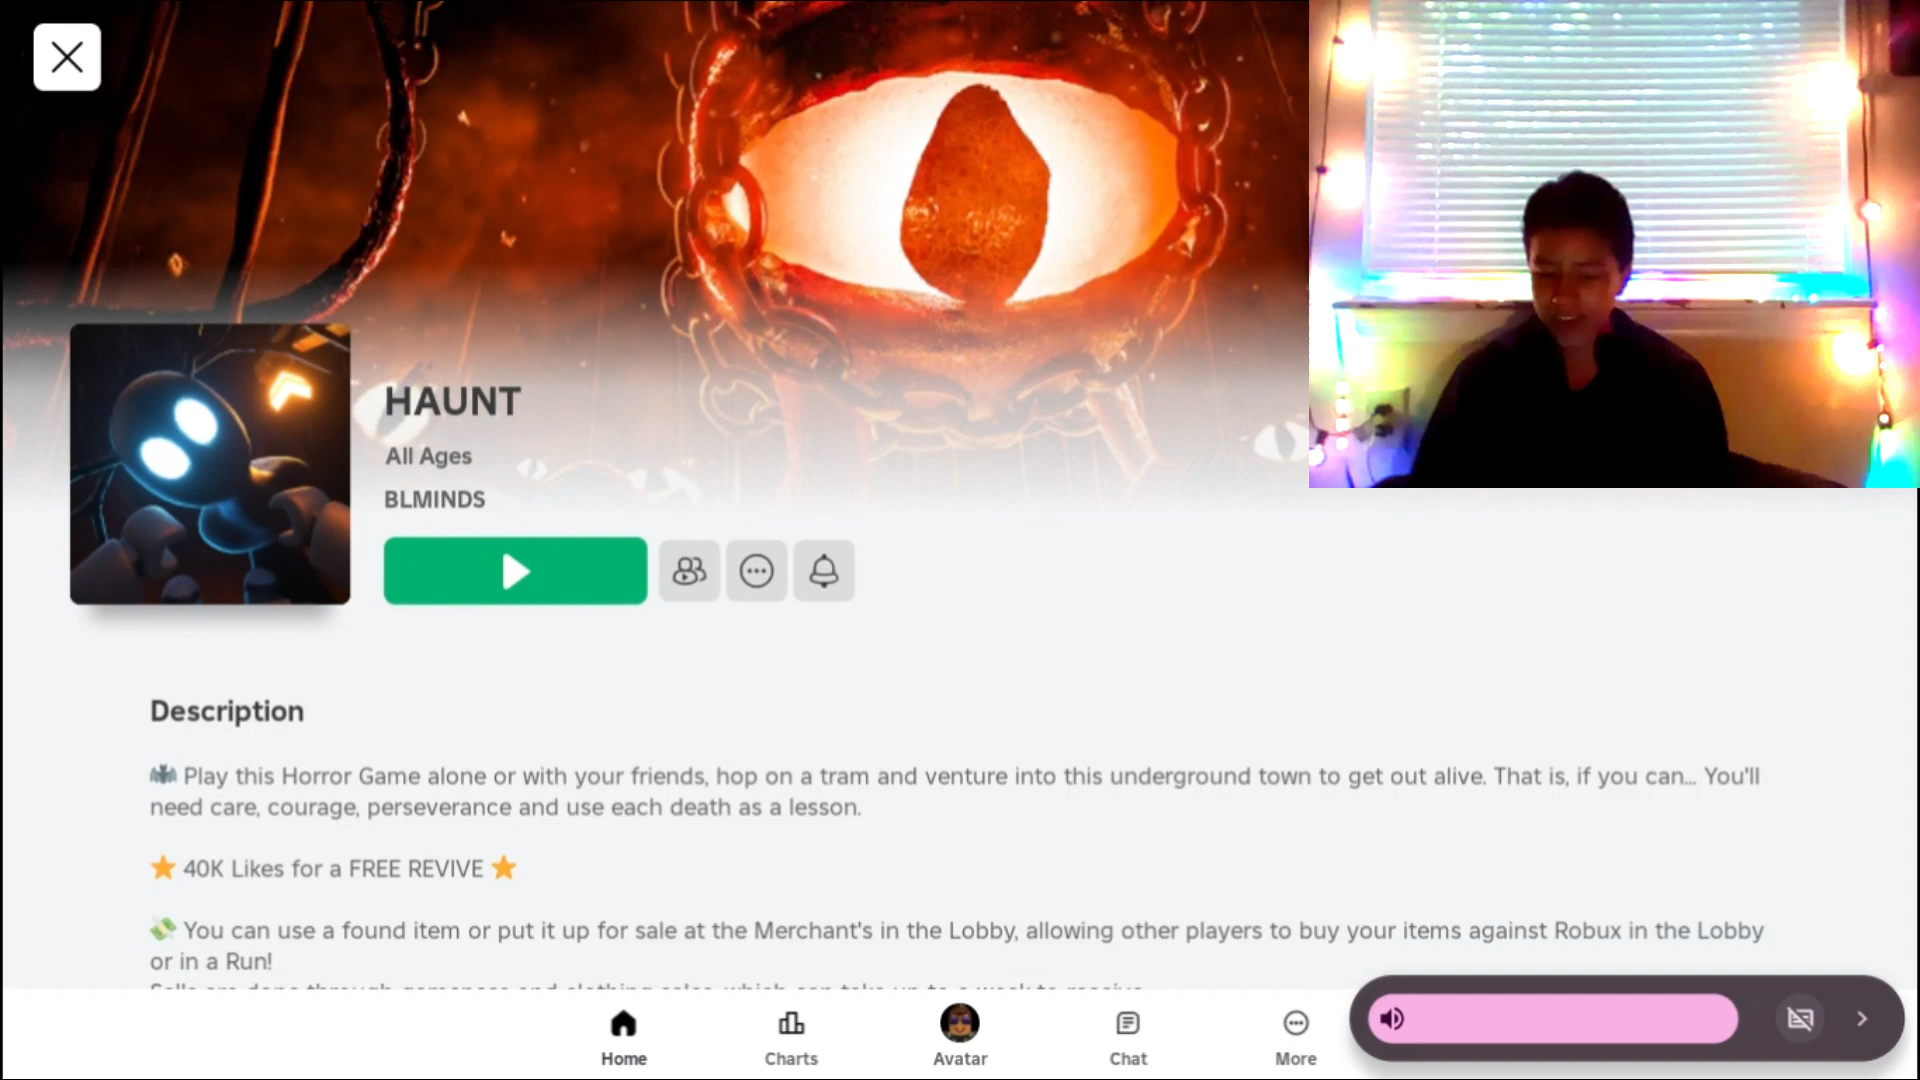 HAUNT
All Ages
BLMINDS
Description
Play this Horror Game alone or with your friends, hop on a tram and venture into this underground town to get out alive. That is, if you can... You'll
need care, courage, perseverance and use each death as a lesson.
⭐ 40K Likes for a FREE REVIVE ⭐
💸 You can use a found item or put it up for sale at the Merchant's in the Lobby, allowing other players to buy your items against Robux in the Lobby
or in a Run!
Home
Charts
Avatar
Chat
More